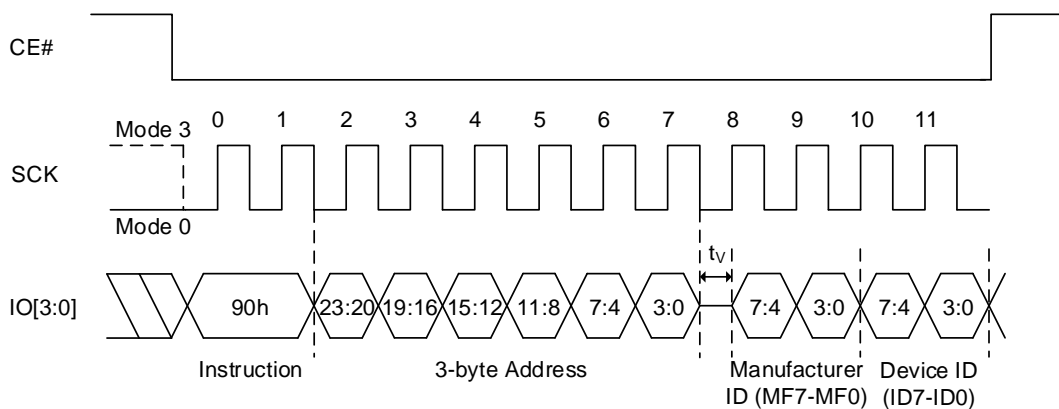 CE#
0 1 2 3 4 5 6 7 8 9 10 11
Mode 3
SCK
Mode 0
tV
IO[3:0]
90h 23:20 19:16 15:12 11:8 7:4 3:0 7:4 3:0 7:4 3:0
Instruction 3-byte Address Manufacturer Device ID
ID (MF7-MF0) (ID7-ID0)